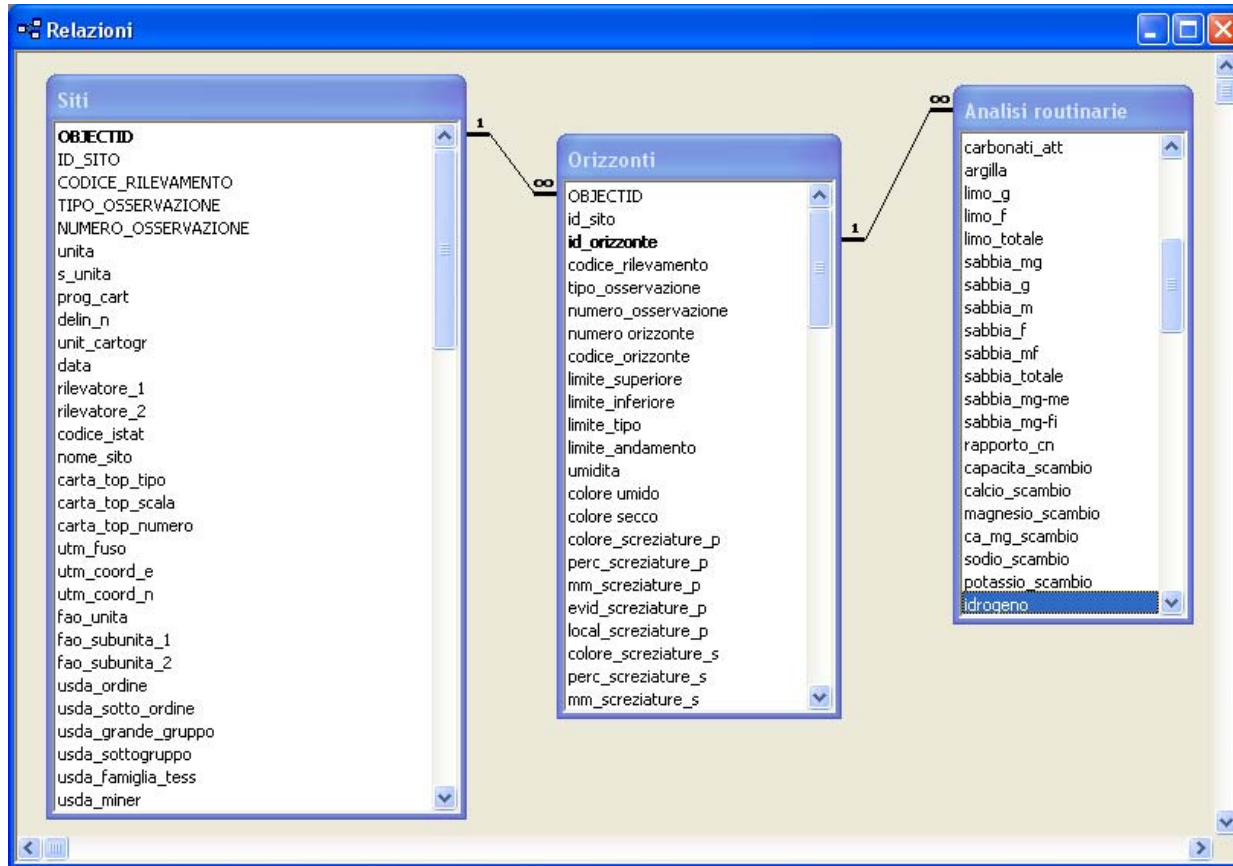 Relazioni
Siti
OBJECTID
ID_SITO
CODICE_RILEVAMENTO
TIPO_OSSERVAZIONE
NUMERO_OSSERVAZIONE
unita
s_unita
prog_cart
delin_n
unit_cartogr
data
rilevatore_1
rilevatore_2
codice_istat
nome_sito
carta_top_tipo
carta_top_scala
carta_top_numero
utm_fuso
utm_coord_e
utm_coord_n
fao_unita
fao_subunita_1
fao_subunita_2
usda_ordine
usda_sotto_ordine
usda_grande_gruppo
usda_sottogruppo
usda_famiglia_tess
usda_miner
1
∞
Orizzonti
OBJECTID
id_sito
id_orizzonte
codice_rilevamento
tipo_osservazione
numero_osservazione
numero orizzonte
codice_orizzonte
limite_superiore
limite_inferiore
limite_tipo
limite_andamento
umidita
colore umido
colore secco
colore_screziature_p
perc_screziature_p
mm_screziature_p
evid_screziature_p
local_screziature_p
colore_screziature_s
perc_screziature_s
mm_screziature_s
1
∞
Analisi routinarie
carbonati_att
argilla
limo_g
limo_f
limo_totale
sabbia_mg
sabbia_g
sabbia_m
sabbia_f
sabbia_mf
sabbia_totale
sabbia_mg-me
sabbia_mg-fi
rapporto_cn
capacita_scambio
calcio_scambio
magnesio_scambio
ca_mg_scambio
sodio_scambio
potassio_scambio
idrogeno